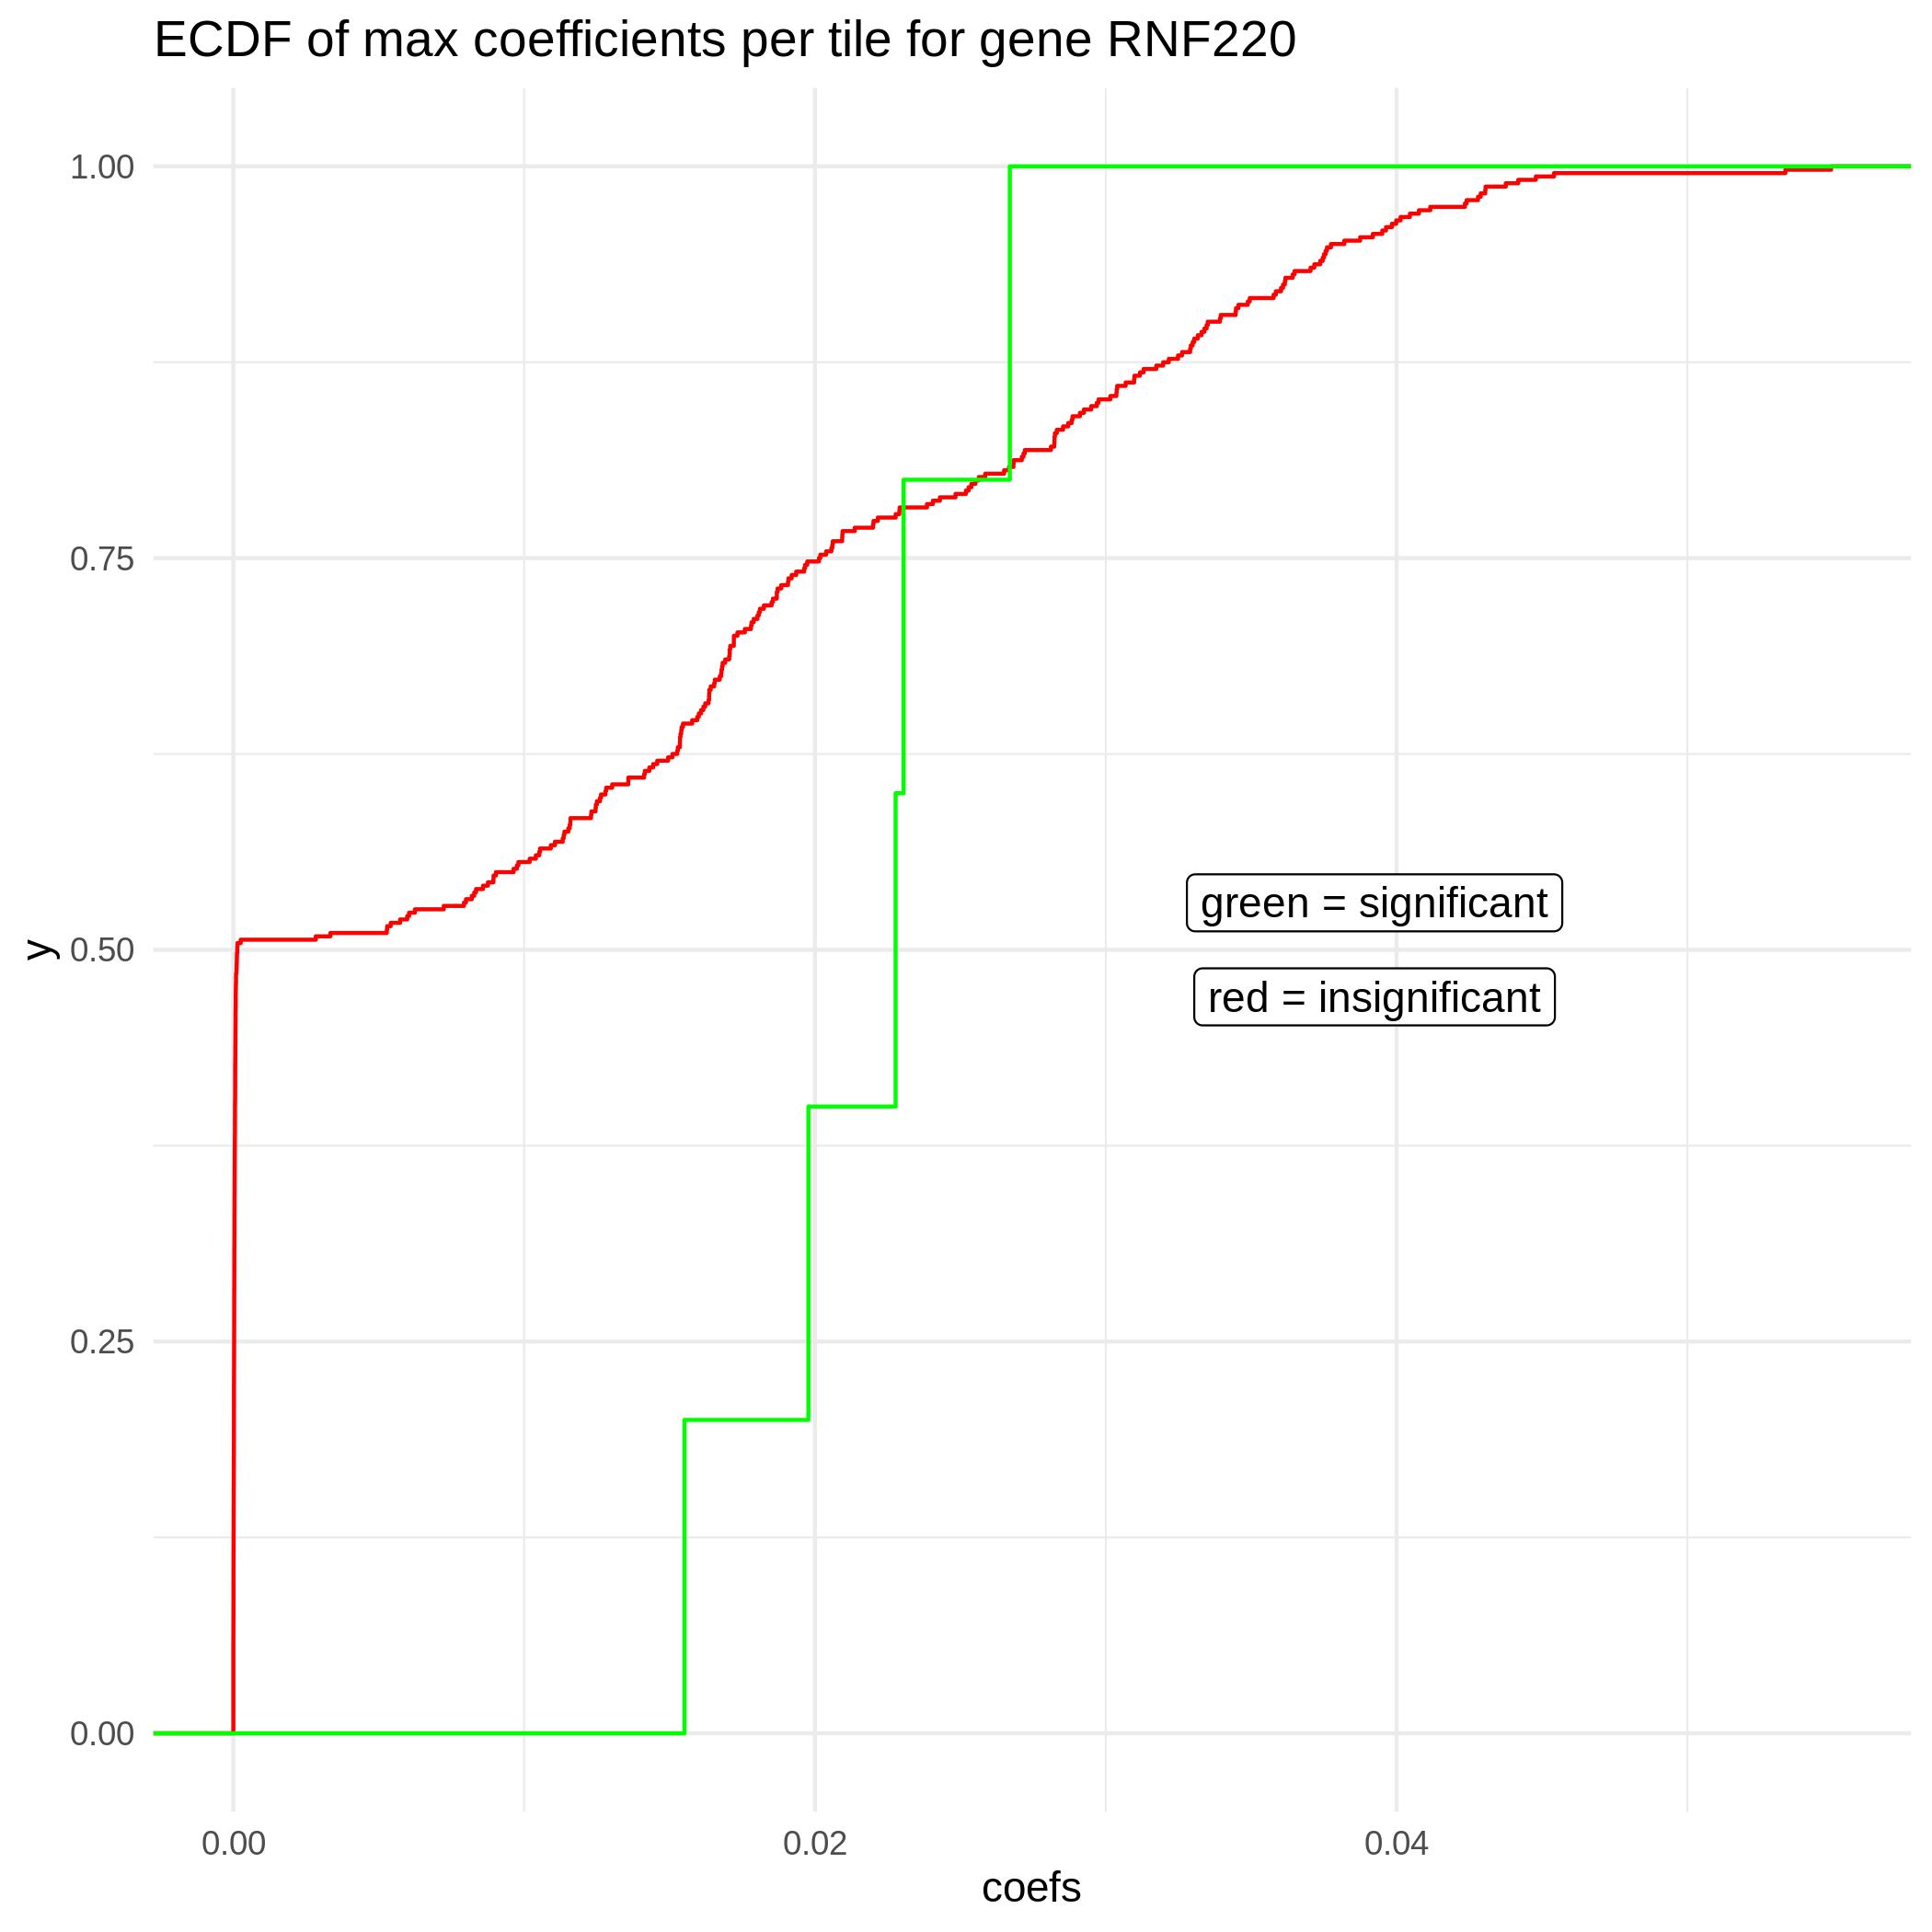 ECDF of max coefficients per tile for gene RNF220
1.00
0.75
0.50
0.25
0.00
y
green = significant
red = insignificant
0.00
0.02
0.04
coefs